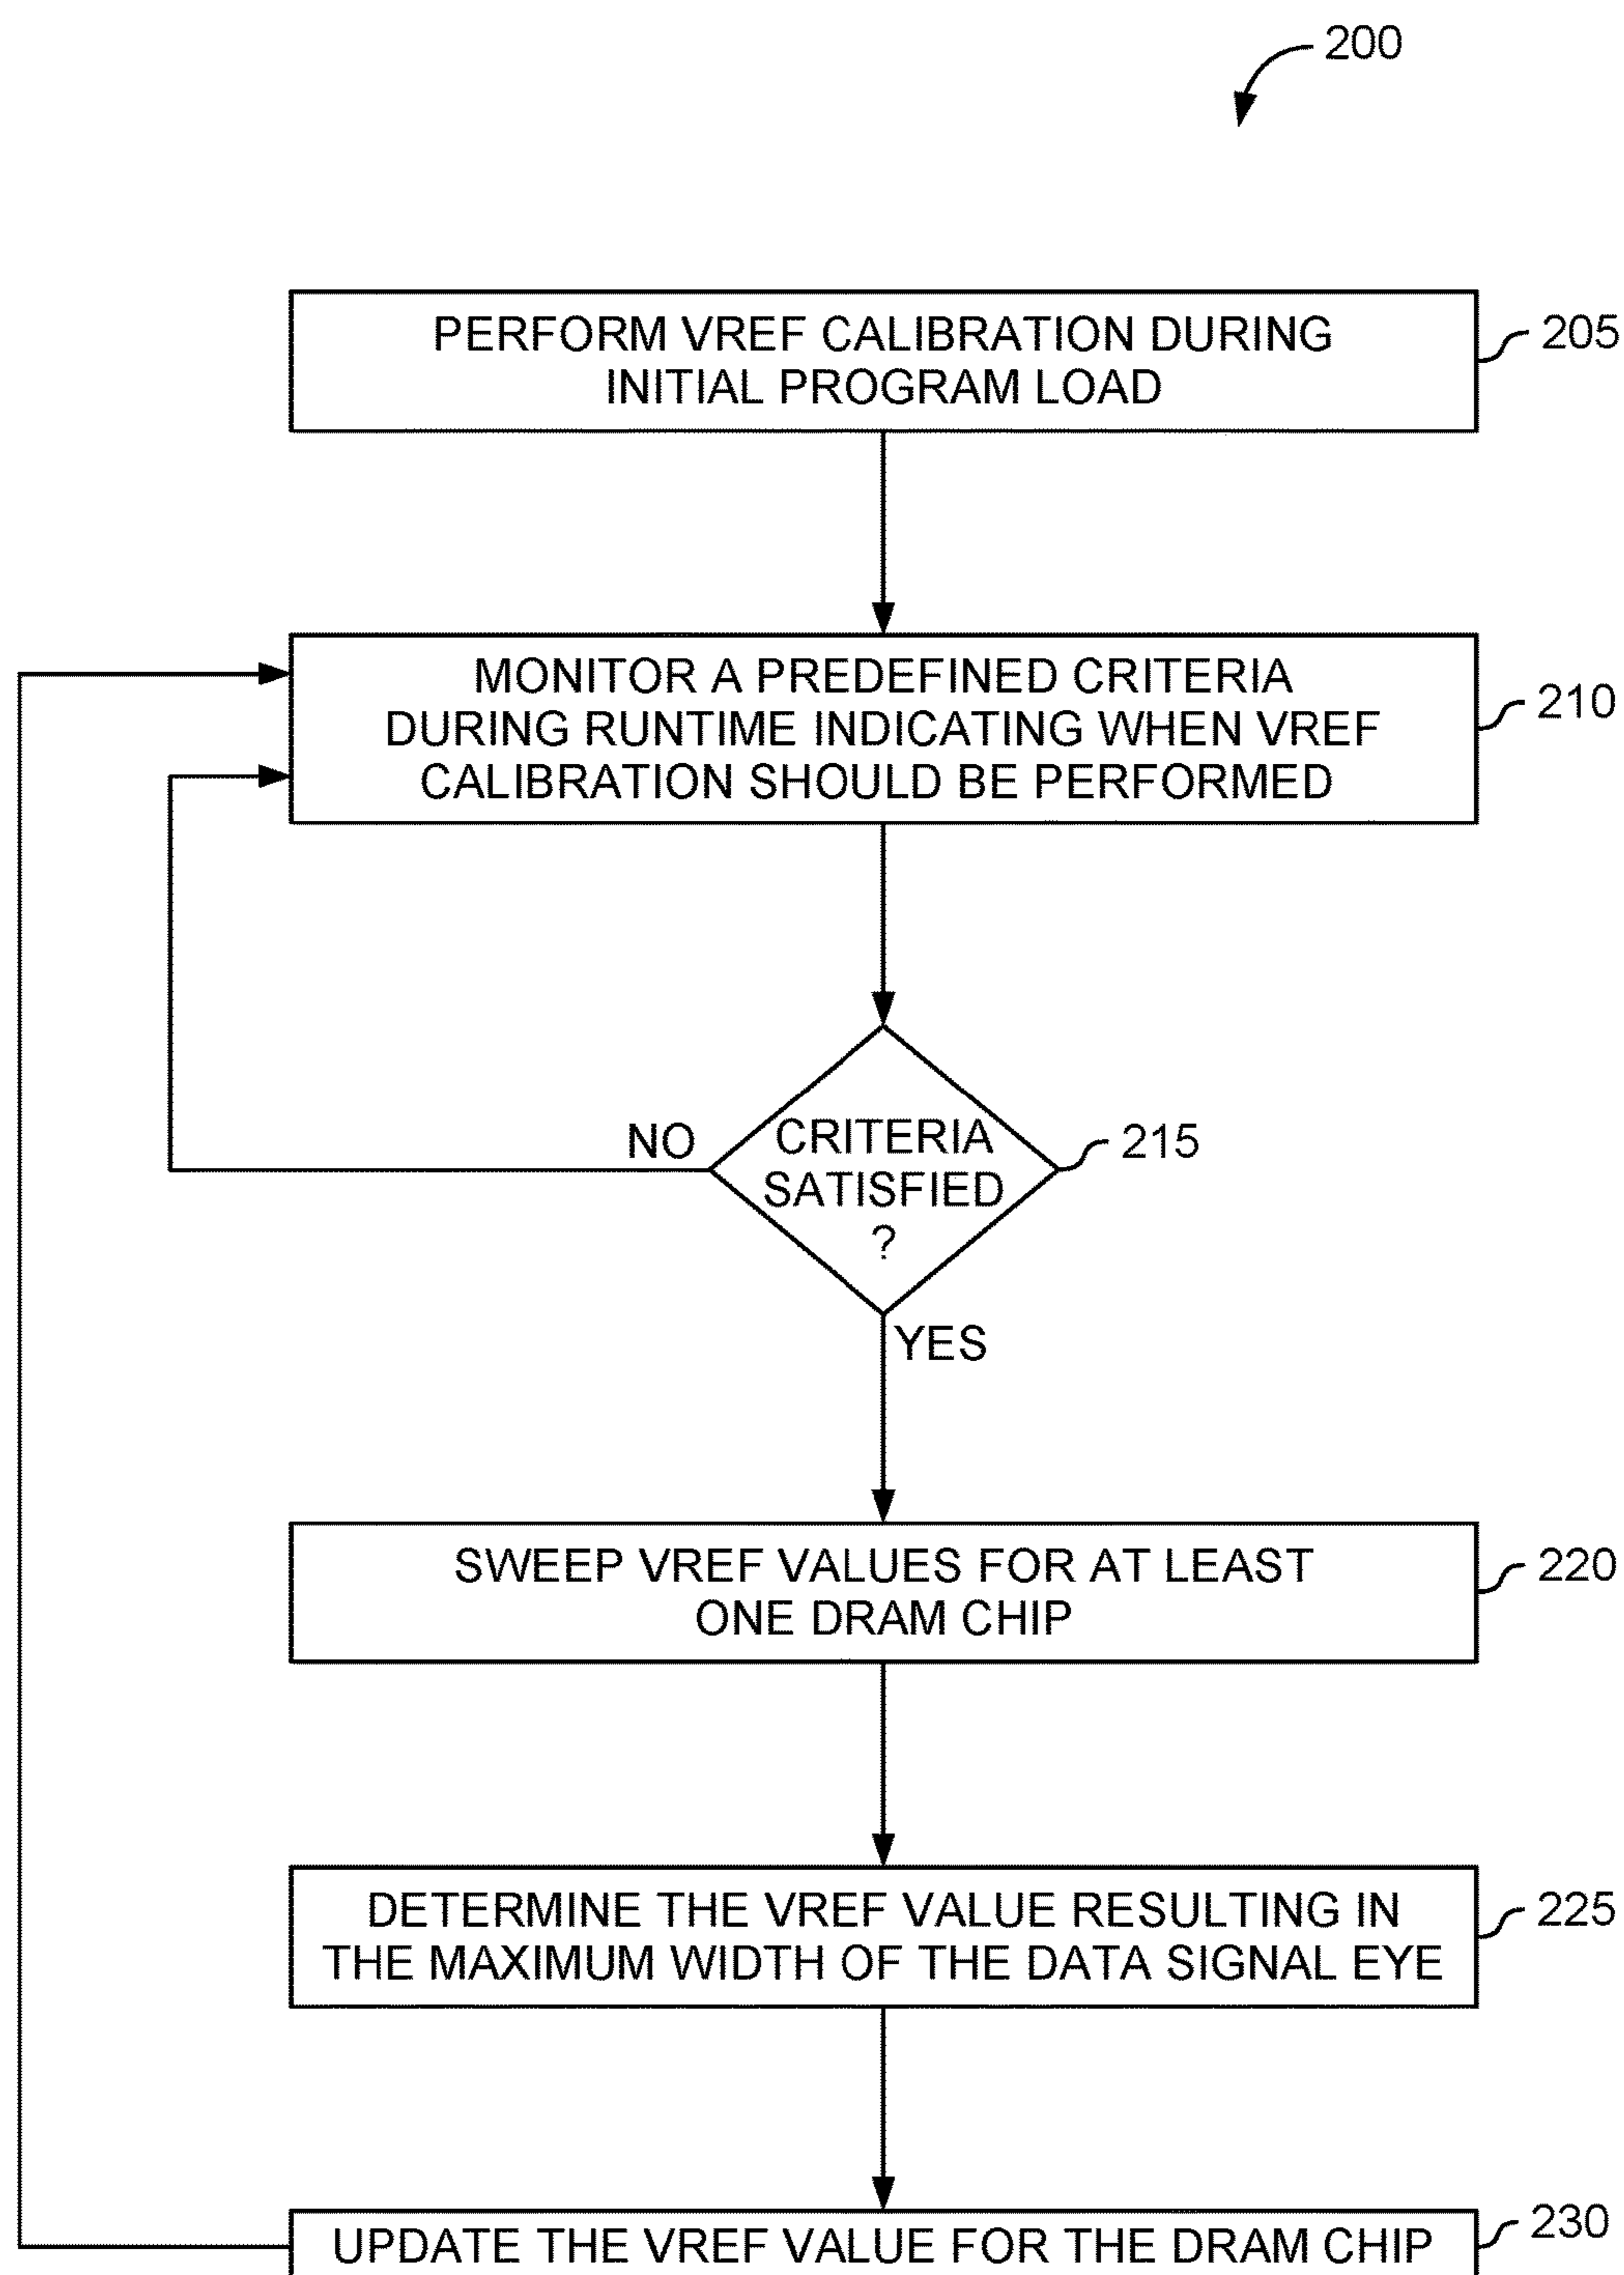 200
PERFORM VREF CALIBRATION DURING
INITIAL PROGRAM LOAD
205
MONITOR A PREDEFINED CRITERIA
DURING RUNTIME INDICATING WHEN VREF
CALIBRATION SHOULD BE PERFORMED
210
NO
CRITERIA
SATISFIED
?
215
YES
SWEEP VREF VALUES FOR AT LEAST
ONE DRAM CHIP
220
DETERMINE THE VREF VALUE RESULTING IN
THE MAXIMUM WIDTH OF THE DATA SIGNAL EYE
225
UPDATE THE VREF VALUE FOR THE DRAM CHIP
230